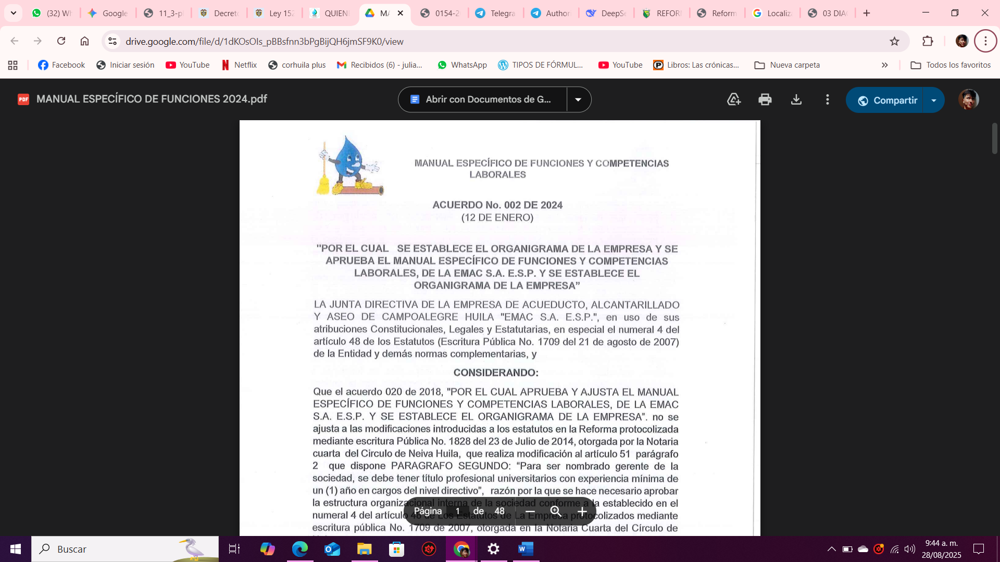 (32) Wh
Google
11_3-p
Decreto
Ley 152
QUIEN
MA
0154-2
Telegra
Author
DeepSe
REFOR
Reform
Localiza
03 DIA
drive.google.com/file/d/1dKOsOIs_pBBsfnn3bPgBijQH6jmSF9K0/view
Facebook
Iniciar sesión
YouTube
Netflix
corhuila plus
Recibidos (6) - julia...
WhatsApp
TIPOS DE FÓRMUL...
YouTube
Libros: Las crónicas...
Nueva carpeta
»
Todos los favoritos
PDF
MANUAL ESPECÍFICO DE FUNCIONES 2024.pdf
Abrir con Documentos de G...
Compartir
MANUAL ESPECÍFICO DE FUNCIONES Y COMPETENCIAS
LABORALES
ACUERDO No. 002 DE 2024
(12 DE ENERO)
"POR EL CUAL SE ESTABLECE EL ORGANIGRAMA DE LA EMPRESA Y SE
APRUEBA EL MANUAL ESPECÍFICO DE FUNCIONES Y COMPETENCIAS
LABORALES, DE LA EMAC S.A. E.S.P. Y SE ESTABLECE EL
ORGANIGRAMA DE LA EMPRESA”
LA JUNTA DIRECTIVA DE LA EMPRESA DE ACUEDUCTO, ALCANTARILLADO
Y ASEO DE CAMPOALEGRE HUILA "EMAC S.A. E.S.P.", en uso de sus
atribuciones Constitucionales, Legales y Estatutarias, en especial el numeral 4 del
artículo 48 de los Estatutos (Escritura Pública No. 1709 del 21 de agosto de 2007)
de la Entidad y demás normas complementarias, y
CONSIDERANDO:
Que el acuerdo 020 de 2018, "POR EL CUAL APRUEBA Y AJUSTA EL MANUAL
ESPECÍFICO DE FUNCIONES Y COMPETENCIAS LABORALES, DE LA EMAC
S.A. E.S.P. Y SE ESTABLECE EL ORGANIGRAMA DE LA EMPRESA”. no se
ajusta a las modificaciones introducidas a los estatutos en la Reforma protocolizada
mediante escritura Pública No. 1828 del 23 de Julio de 2014, otorgada por la Notaria
cuarta del Circulo de Neiva Huila, que realiza modificación al artículo 51 parágrafo
2 que dispone PARAGRAFO SEGUNDO: “Para ser nombrado gerente de la
sociedad, se debe tener título profesional universitarios con experiencia mínima de
un (1) año en cargos del nivel directivo”, razón por la que se hace necesario aprobar
la estructura organizacional interna de la sociedad conforme a la establecido en el
numeral 4 del artículo 48 de Los Estatutos de La Empresa protocolizados mediante
escritura pública No. 1709 de 2007, otorgada en la Notaria Cuarta del Círculo de
Página 1 de 48
Buscar
9:44 a. m.
28/08/2025